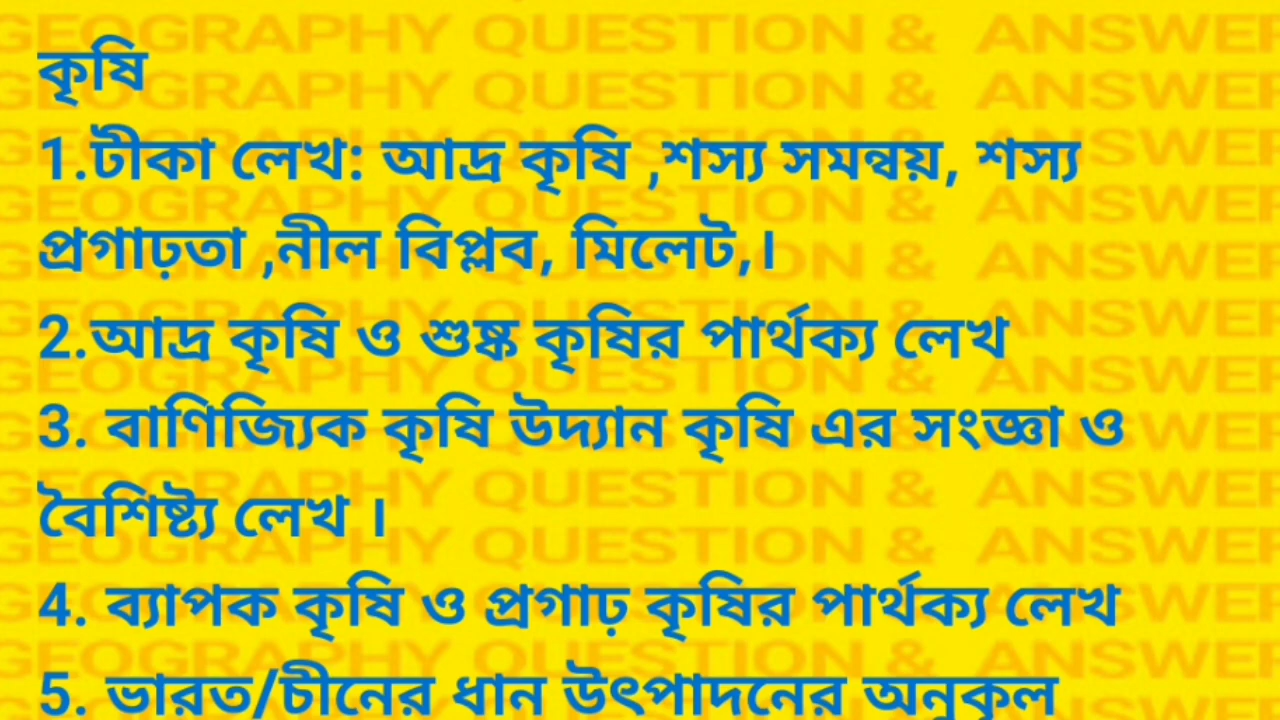 GEOGRAPHY QUESTION & ANSWER
কৃষি
1.টীকা লেখ: আদ্র কৃষি ,শস্য সমন্বয়, শস্য
প্রগাঢ়তা ,নীল বিপ্লব, মিলেট,।
2.আদ্র কৃষি ও শুষ্ক কৃষির পার্থক্য লেখ
3. বাণিজ্যিক কৃষি উদ্যান কৃষি এর সংজ্ঞা ও
বৈশিষ্ট্য লেখ ।
4. ব্যাপক কৃষি ও প্রগাঢ় কৃষির পার্থক্য লেখ
5. ভারত/চীনের ধান উৎপাদনের অনুকূল